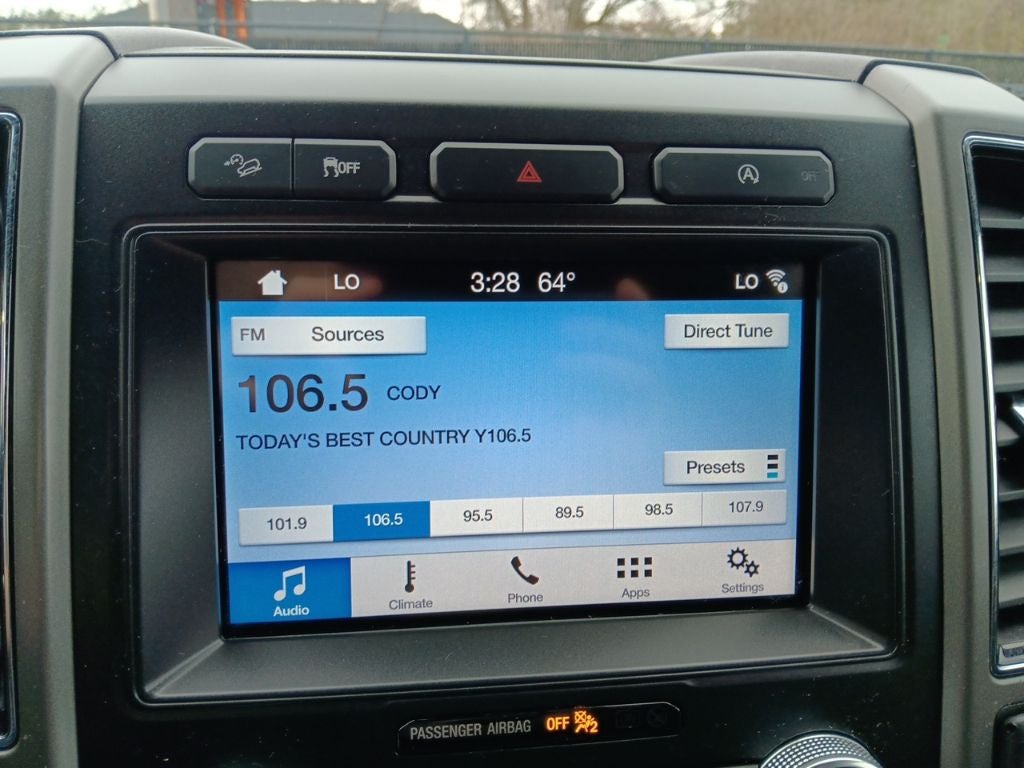 OFF
A OFF
LO 3:28 64° LO
FM Sources Direct Tune
106.5 CODY
TODAY'S BEST COUNTRY Y106.5
Presets
101.9 106.5 95.5 89.5 98.5 107.9
Audio Climate Phone Apps Settings
PASSENGER AIRBAG OFF 2